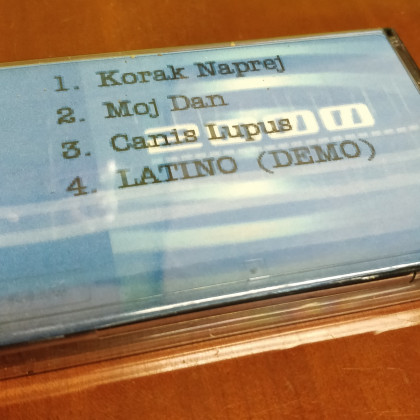 1. Korak Naprej
2. Moj Dan
3. Canis Lupus
4. LATINO (DEMO)